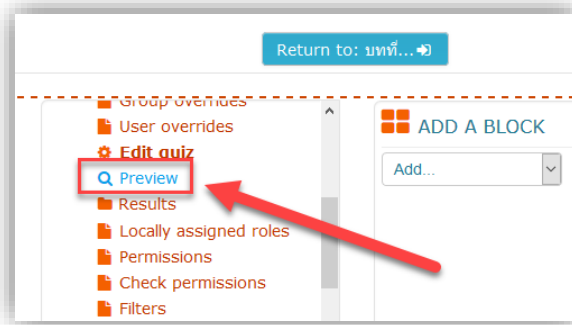 Return to: บทที่...
Group overrides
User overrides
Edit quiz
Preview
Results
Locally assigned roles
Permissions
Check permissions
Filters
ADD A BLOCK
Add...